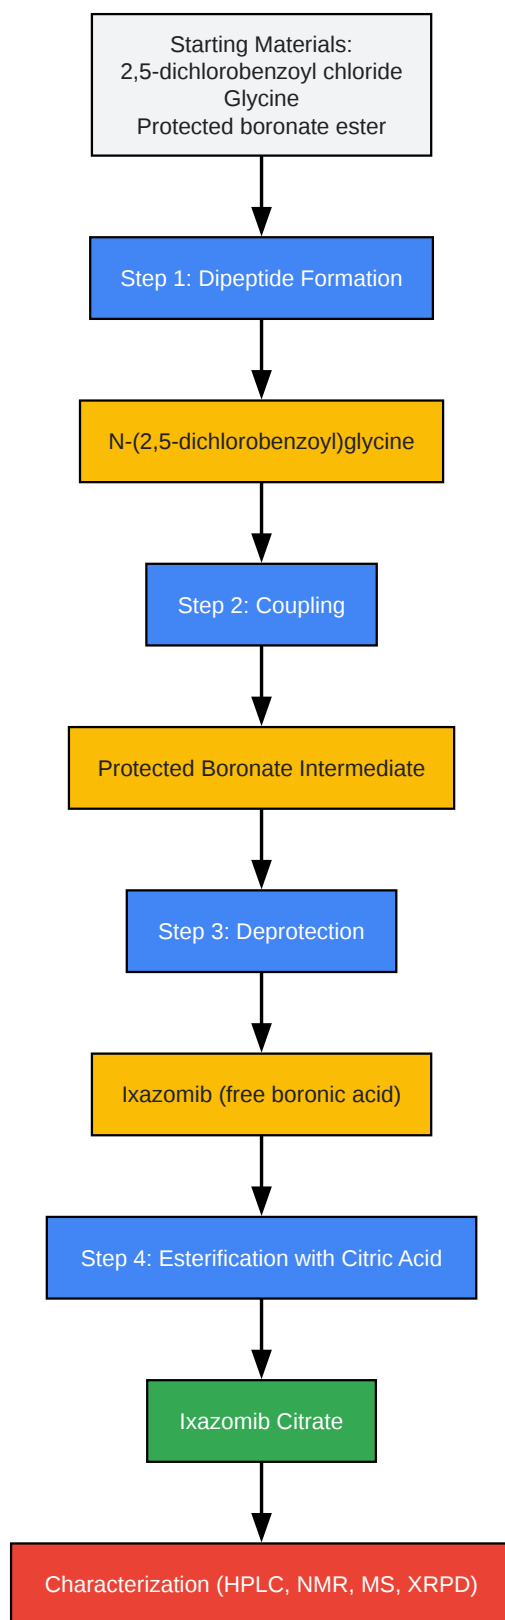 Starting Materials:
2,5-dichlorobenzoyl chloride
Glycine
Protected boronate ester
Step 1: Dipeptide Formation
N-(2,5-dichlorobenzoyl)glycine
Step 2: Coupling
Protected Boronate Intermediate
Step 3: Deprotection
Ixazomib (free boronic acid)
Step 4: Esterification with Citric Acid
Ixazomib Citrate
Characterization (HPLC, NMR, MS, XRPD)